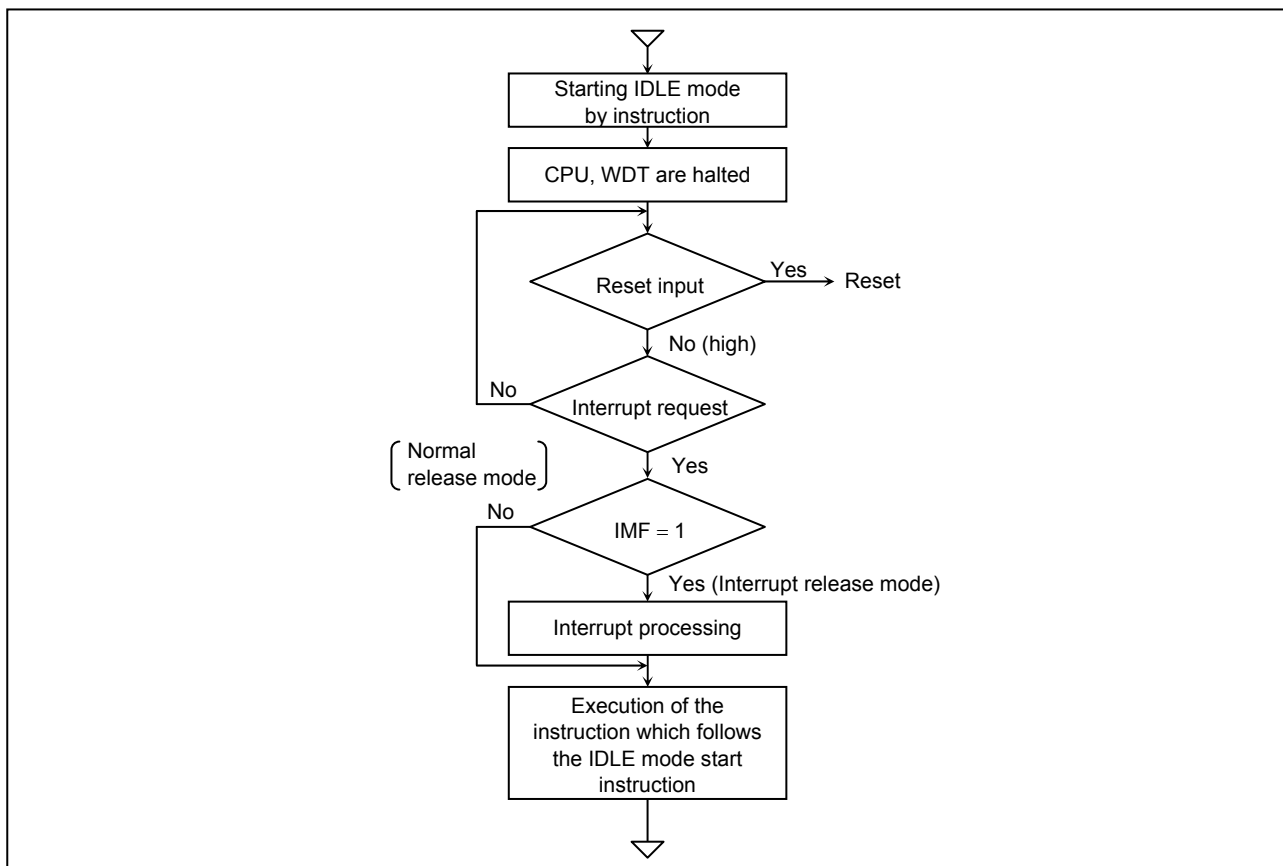 Starting IDLE mode
by instruction
CPU, WDT are halted
Reset input
Yes
Reset
No (high)
Interrupt request
No
Yes
Normal
release mode
IMF = 1
No
Yes (Interrupt release mode)
Interrupt processing
Execution of the
instruction which follows
the IDLE mode start
instruction